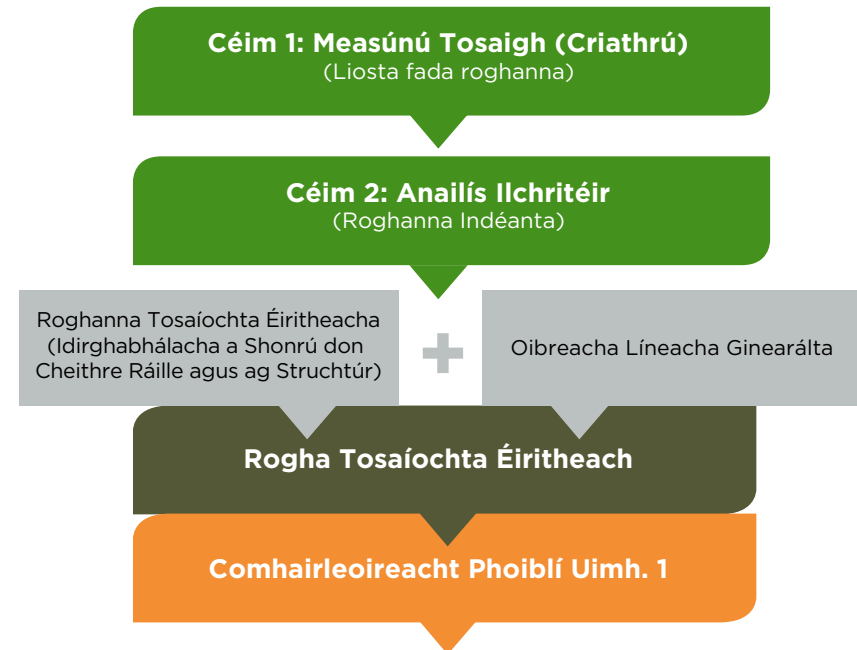 Céim 1: Measúnú Tosaigh (Criathrú)
(Liosta fada roghanna)
Céim 2: Anailís Ilchritéir
(Roghanna Indéanta)
Roghanna Tosaíochta Éiritheacha
(Idirghabhálacha a Shonrú don
Cheithre Ráille agus ag Struchtúr)
Oibreacha Líneacha Ginearálta
Rogha Tosaíochta Éiritheach
Comhairleoireacht Phoiblí Uimh. 1